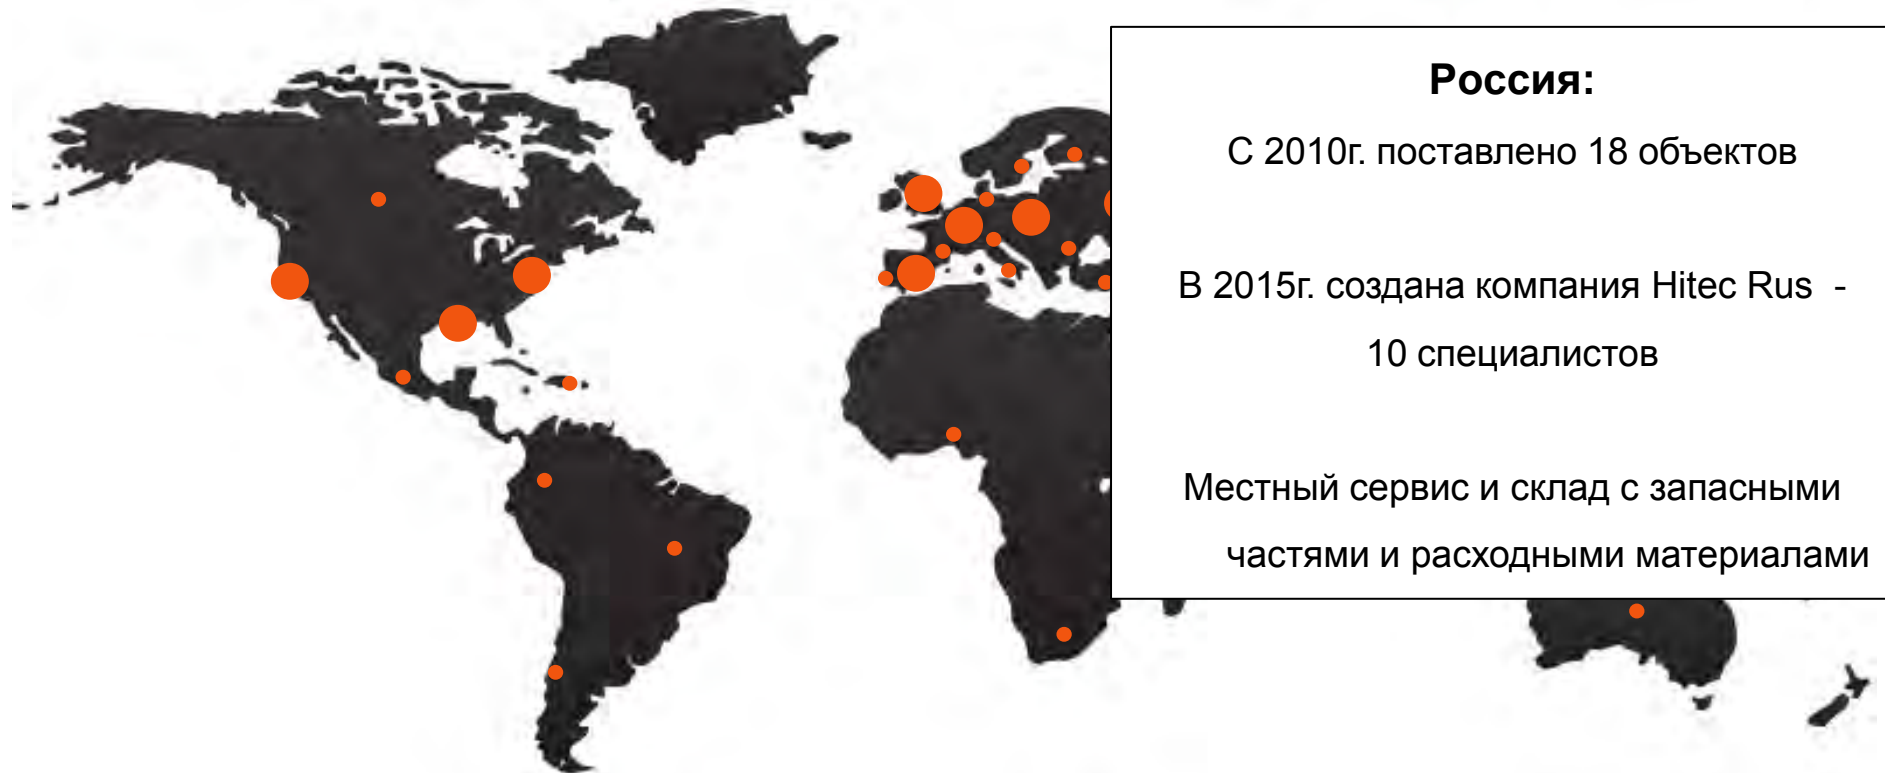 Россия:
С 2010г. поставлено 18 объектов
В 2015г. создана компания Hitec Rus -
10 специалистов
Местный сервис и склад с запасными
частями и расходными материалами